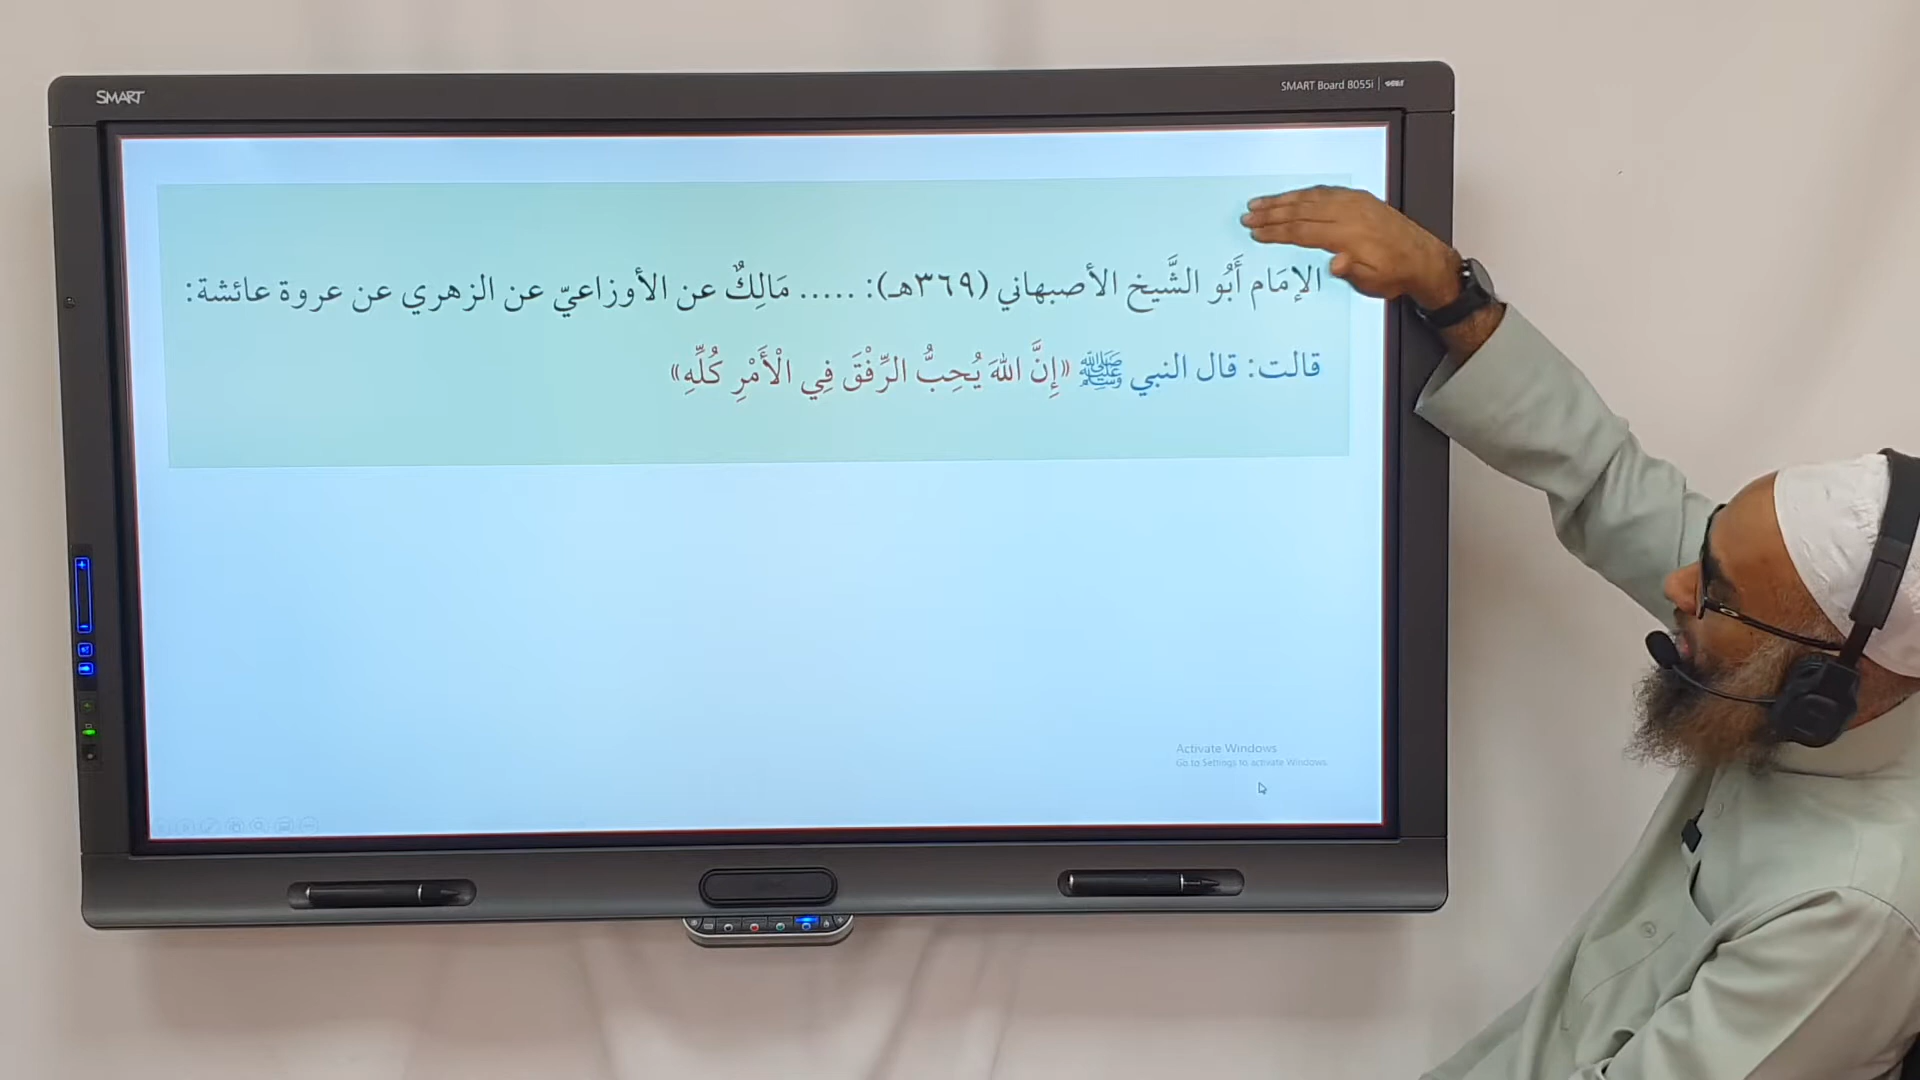 SMART
SMART Board 8055i
الإمَام أَبُو الشَّيخ الأصبهاني (٣٦٩هـ): ..... مَالِكٌ عن الأوزاعيّ عن الزهري عن عروة عائشة:
قالت: قال النبي ﷺ «إِنَّ اللهَ يُحِبُّ الرِّفْقَ فِي الْأَمْرِ كُلِّهِ»
Activate Windows
Go to Settings to activate Windows.